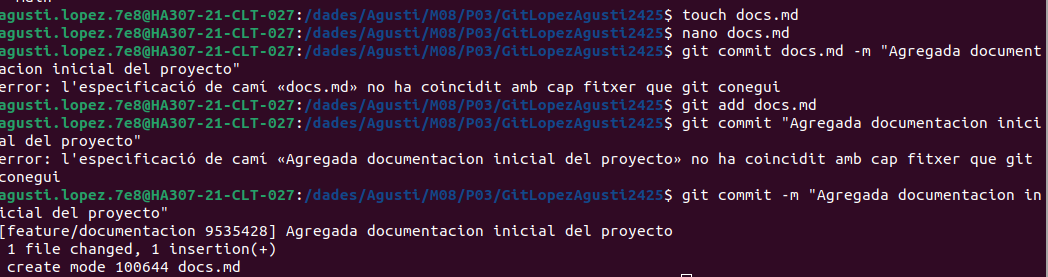 agusti.lopez.7e8@HA307-21-CLT-027:/dades/Agusti/M08/P03/GitLopezAgusti2425$ touch docs.md
agusti.lopez.7e8@HA307-21-CLT-027:/dades/Agusti/M08/P03/GitLopezAgusti2425$ nano docs.md
agusti.lopez.7e8@HA307-21-CLT-027:/dades/Agusti/M08/P03/GitLopezAgusti2425$ git commit docs.md -m "Agregada document
acion inicial del proyecto"
error: l'especificació de camí «docs.md» no ha coincidit amb cap fitxer que git conegui
agusti.lopez.7e8@HA307-21-CLT-027:/dades/Agusti/M08/P03/GitLopezAgusti2425$ git add docs.md
agusti.lopez.7e8@HA307-21-CLT-027:/dades/Agusti/M08/P03/GitLopezAgusti2425$ git commit "Agregada documentacion inici
al del proyecto"
error: l'especificació de camí «Agregada documentacion inicial del proyecto» no ha coincidit amb cap fitxer que git
conegui
agusti.lopez.7e8@HA307-21-CLT-027:/dades/Agusti/M08/P03/GitLopezAgusti2425$ git commit -m "Agregada documentacion in
icial del proyecto"
[feature/documentacion 9535428] Agregada documentacion inicial del proyecto
1 file changed, 1 insertion(+)
create mode 100644 docs.md